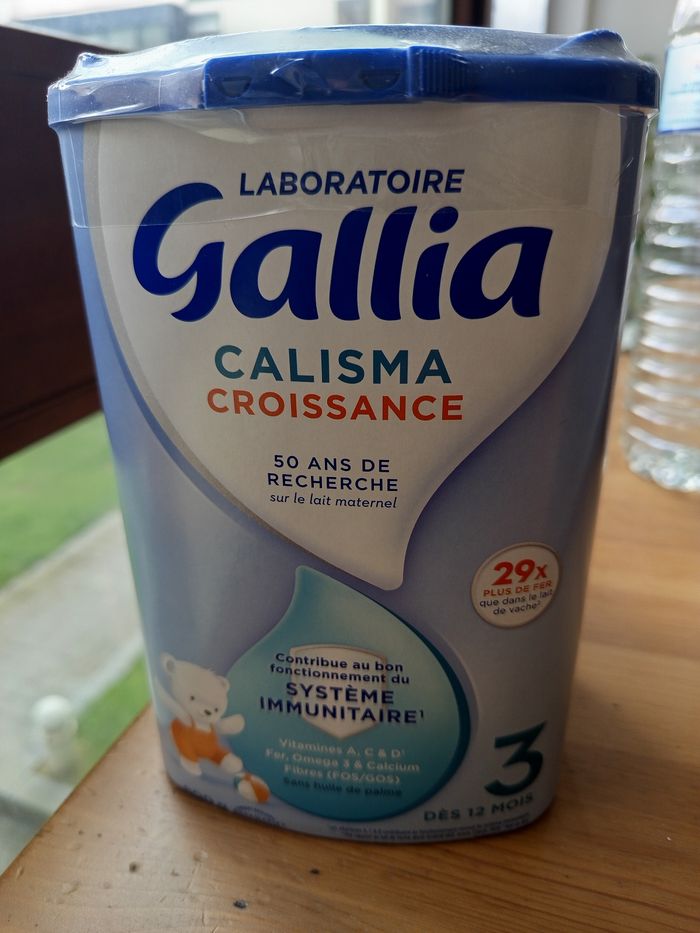 LABORATOIRE
Gallia
CALISMA
CROISSANCE
50 ANS DE
RECHERCHE
sur le lait maternel
29x
PLUS DE FER
que dans le lait
de vache²
Contribue au bon
fonctionnement du
SYSTÈME
IMMUNITAIRE¹
Vitamines A, C & D¹
Fer, Omega 3 & Calcium
Fibres (FOS/GOS)
Sans huile de palme
3
DÈS 12 MOIS